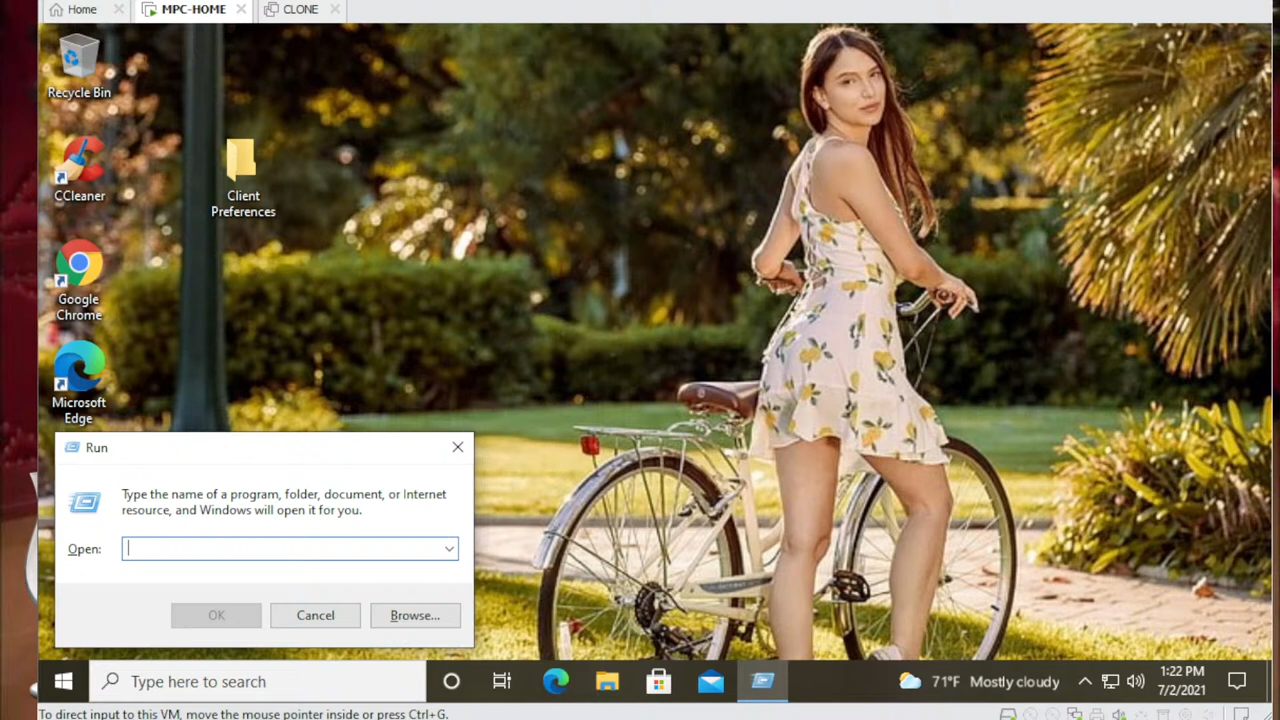 Home
MPC-HOME
CLONE
Recycle Bin
CCleaner
Client
Preferences
Google
Chrome
Microsoft
Edge
Run
Type the name of a program, folder, document, or Internet
resource, and Windows will open it for you.
Open:
OK
Cancel
Browse...
Type here to search
71°F Mostly cloudy
1:22 PM
7/2/2021
To direct input to this VM, move the mouse pointer inside or press Ctrl+G.